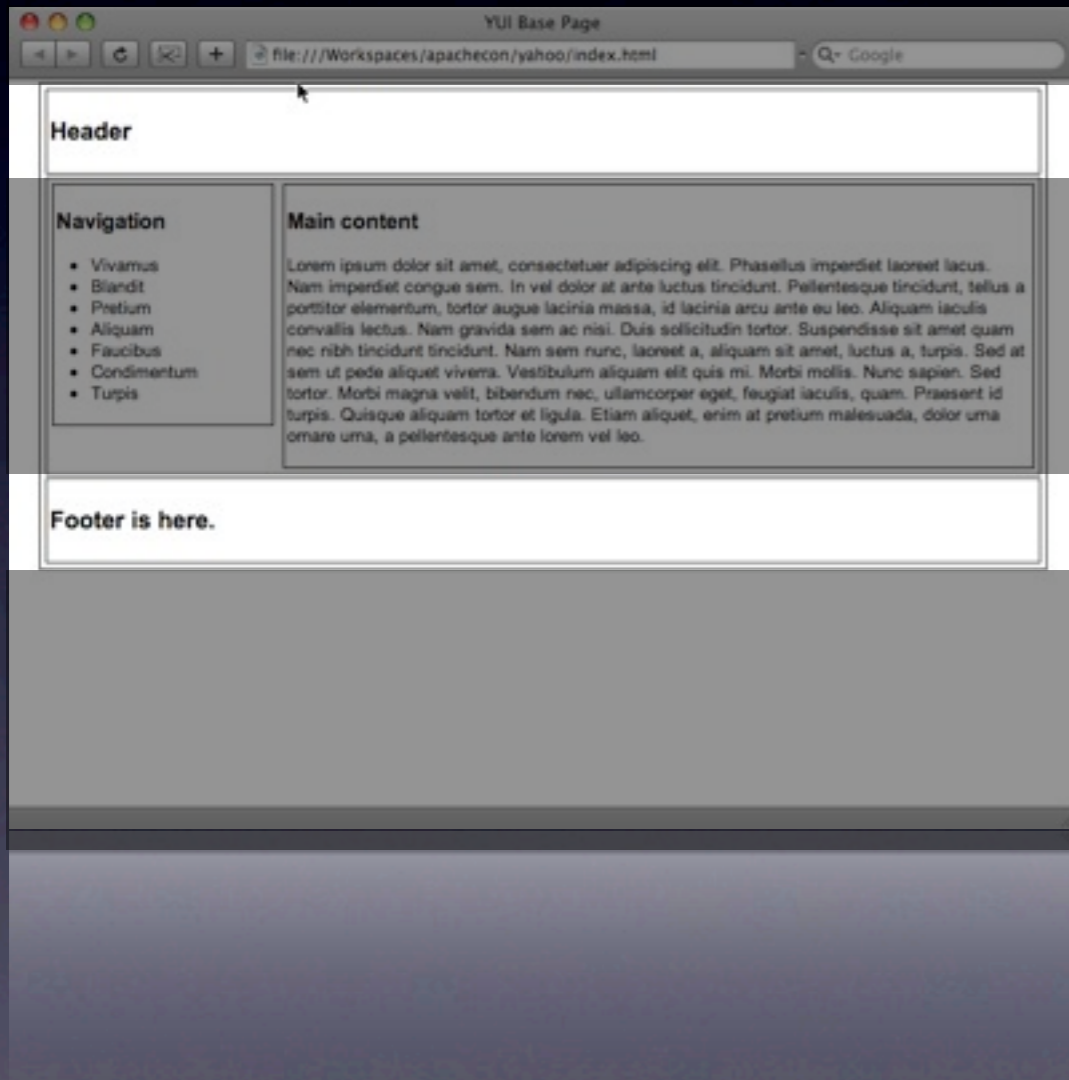 YUI Base Page
file:///Workspaces/apachecon/yahoo/index.html
Google
Header
Navigation
Vivamus
Blandit
Pretium
Aliquam
Faucibus
Condimentum
Turpis
Main content
Lorem ipsum dolor sit amet, consectetuer adipiscing elit. Phasellus imperdiet laoreet lacus.
Nam imperdiet congue sem. In vel dolor at ante luctus tincidunt. Pellentesque tincidunt, tellus a
porttitor elementum, tortor augue lacinia massa, id lacinia arcu ante eu leo. Aliquam iaculis
convallis lectus. Nam gravida sem ac nisi. Duis sollicitudin tortor. Suspendisse sit amet quam
nec nibh tincidunt tincidunt. Nam sem nunc, laoreet a, aliquam sit amet, luctus a, turpis. Sed at
sem ut pede aliquet viverra. Vestibulum aliquam elit quis mi. Morbi mollis. Nunc sapien. Sed
tortor. Morbi magna velit, bibendum nec, ullamcorper eget, feugiat iaculis, quam. Praesent id
turpis. Quisque aliquam tortor et ligula. Etiam aliquet, enim at pretium malesuada, dolor urna
ornare urna, a pellentesque ante lorem vel leo.
Footer is here.